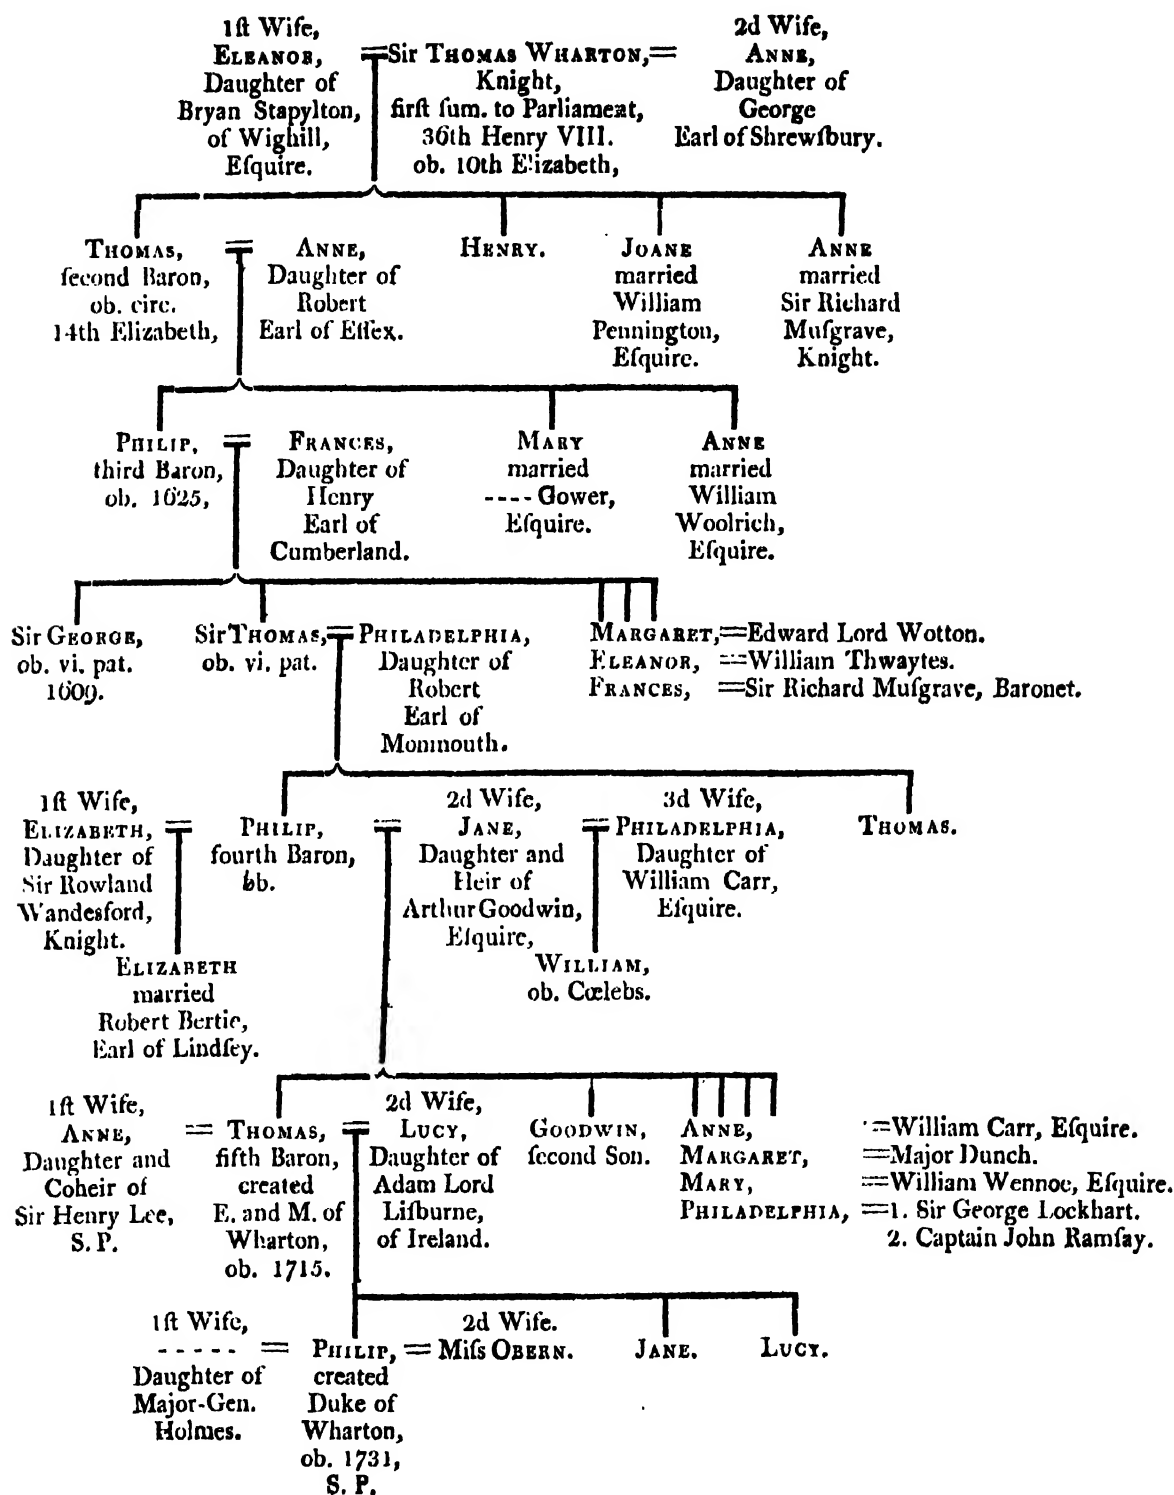 1ſt Wife,
ELEANOR,
Daughter of
Bryan Stapylton,
of Wighill,
Eſquire.
=Sir THOMAS WHARTON,=
Knight,
firſt ſum. to Parliament,
36th Henry VIII.
ob. 10th Elizabeth,
2d Wife,
ANNE,
Daughter of
George
Earl of Shrewſbury.
THOMAS,
ſecond Baron,
ob. circ.
14th Elizabeth,
=
ANNE,
Daughter of
Robert
Earl of Eſſex.
HENRY.
JOANE
married
William
Pennington,
Eſquire.
ANNE
married
Sir Richard
Muſgrave,
Knight.
PHILIP,
third Baron,
ob. 1625,
=
FRANCES,
Daughter of
Henry
Earl of
Cumberland.
MARY
married
---- Gower,
Eſquire.
ANNE
married
William
Woolrich,
Eſquire.
Sir GEORGE,
ob. vi. pat.
1609.
Sir THOMAS,=
ob. vi. pat.
PHILADELPHIA,
Daughter of
Robert
Earl of
Monmouth.
MARGARET,=Edward Lord Wotton.
ELEANOR, =William Thwaytes.
FRANCES, =Sir Richard Muſgrave, Baronet.
1ſt Wife,
ELIZABETH,
Daughter of
Sir Rowland
Wandesford,
Knight.
=
PHILIP,
fourth Baron,
bb.
=
2d Wife,
JANE,
Daughter and
Heir of
Arthur Goodwin,
Eſquire,
=
3d Wife,
PHILADELPHIA,
Daughter of
William Carr,
Eſquire.
THOMAS.
ELIZABETH
married
Robert Bertie,
Earl of Lindſey.
WILLIAM,
ob. Cœlebs.
1ſt Wife,
ANNE,
Daughter and
Coheir of
Sir Henry Lee,
S. P.
=
THOMAS,
fifth Baron,
created
E. and M. of
Wharton,
ob. 1715.
=
2d Wife,
LUCY,
Daughter of
Adam Lord
Liſburne,
of Ireland.
GOODWIN,
ſecond Son.
ANNE, =William Carr, Eſquire.
MARGARET, =Major Dunch.
MARY, =William Wennoe, Eſquire.
PHILADELPHIA, =1. Sir George Lockhart.
2. Captain John Ramſay.
1ſt Wife,
----- =
Daughter of
Major-Gen.
Holmes.
PHILIP, =
created
Duke of
Wharton,
ob. 1731,
S. P.
2d Wife.
Miſs OBERN.
JANE.
LUCY.